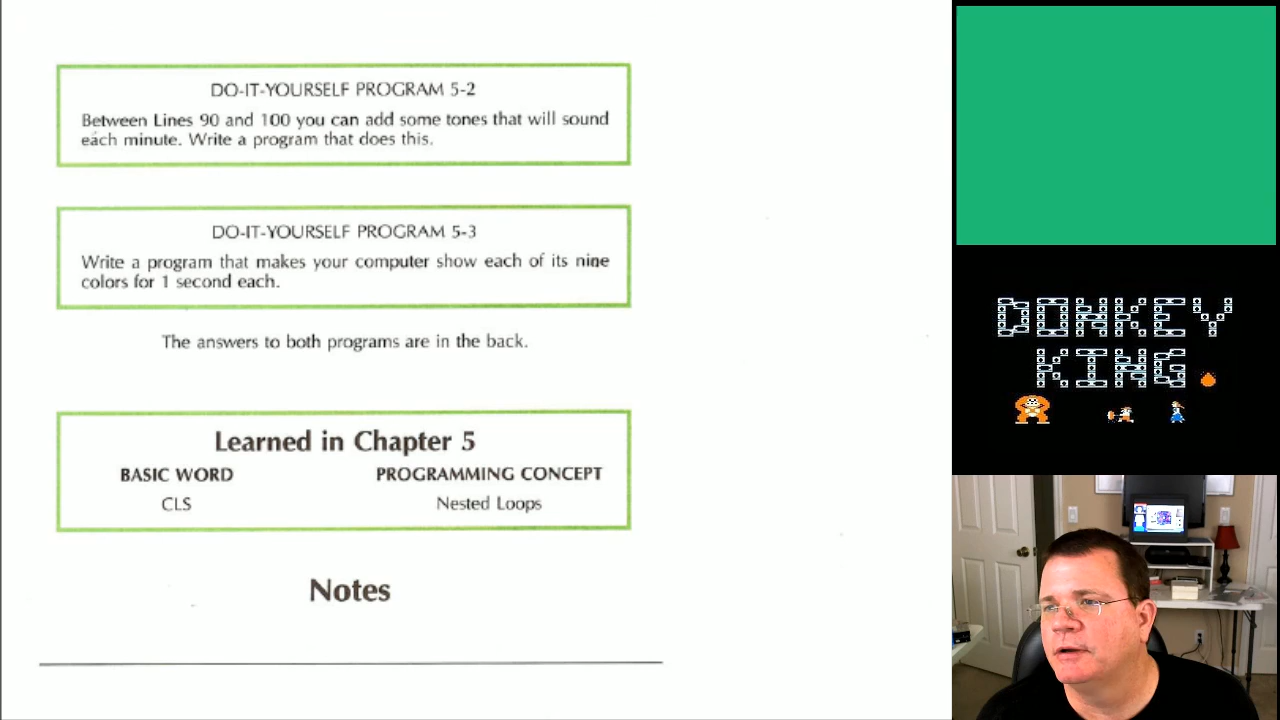 DO-IT-YOURSELF PROGRAM 5-2
Between Lines 90 and 100 you can add some tones that will sound
each minute. Write a program that does this.
DO-IT-YOURSELF PROGRAM 5-3
Write a program that makes your computer show each of its nine
colors for 1 second each.
The answers to both programs are in the back.
Learned in Chapter 5
BASIC WORD PROGRAMMING CONCEPT
CLS Nested Loops
Notes
DONKEY
KING